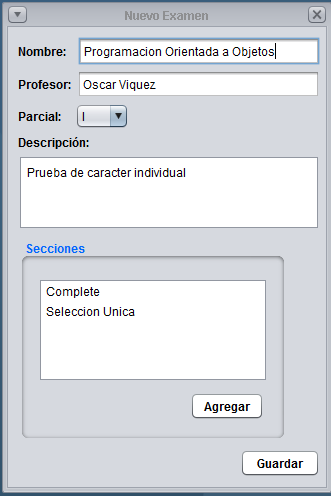 Nuevo Examen
Nombre: Programacion Orientada a Objetos
Profesor: Oscar Viquez
Parcial: I
Descripción:
Prueba de caracter individual
Secciones
Complete
Seleccion Unica
Agregar
Guardar